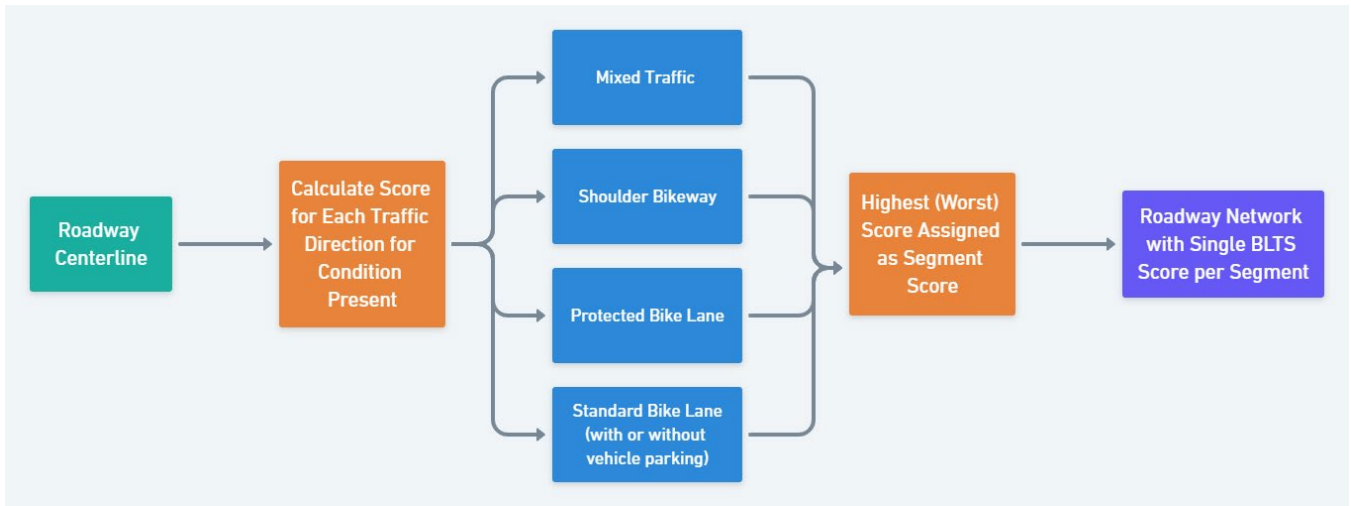 Roadway
Centerline
Calculate Score
for Each Traffic
Direction for
Condition
Present
Mixed Traffic
Shoulder Bikeway
Protected Bike Lane
Standard Bike Lane
(with or without
vehicle parking)
Highest (Worst)
Score Assigned
as Segment
Score
Roadway Network
with Single BLTS
Score per Segment